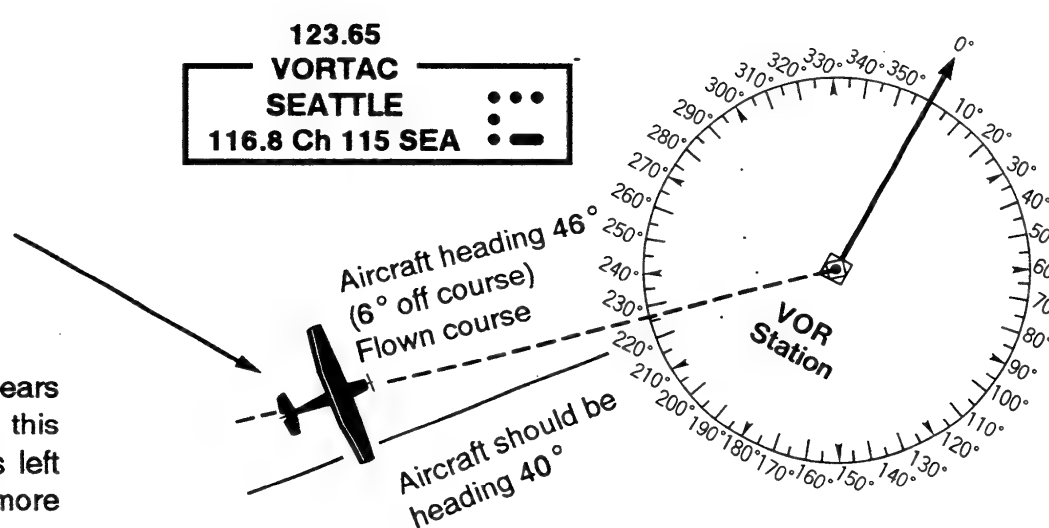 123.65
VORTAC
SEATTLE
116.8 Ch 115 SEA
Aircraft heading 46°
(6° off course)
Flown course
Aircraft should be
heading 40°
VOR
Station
0°
10°
20°
30°
40°
50°
60°
70°
80°
90°
100°
110°
120°
130°
140°
150°
160°
170°
180°
190°
200°
210°
220°
230°
240°
250°
260°
270°
280°
290°
300°
310°
320°
330°
340°
350°
ears
this
s left
more